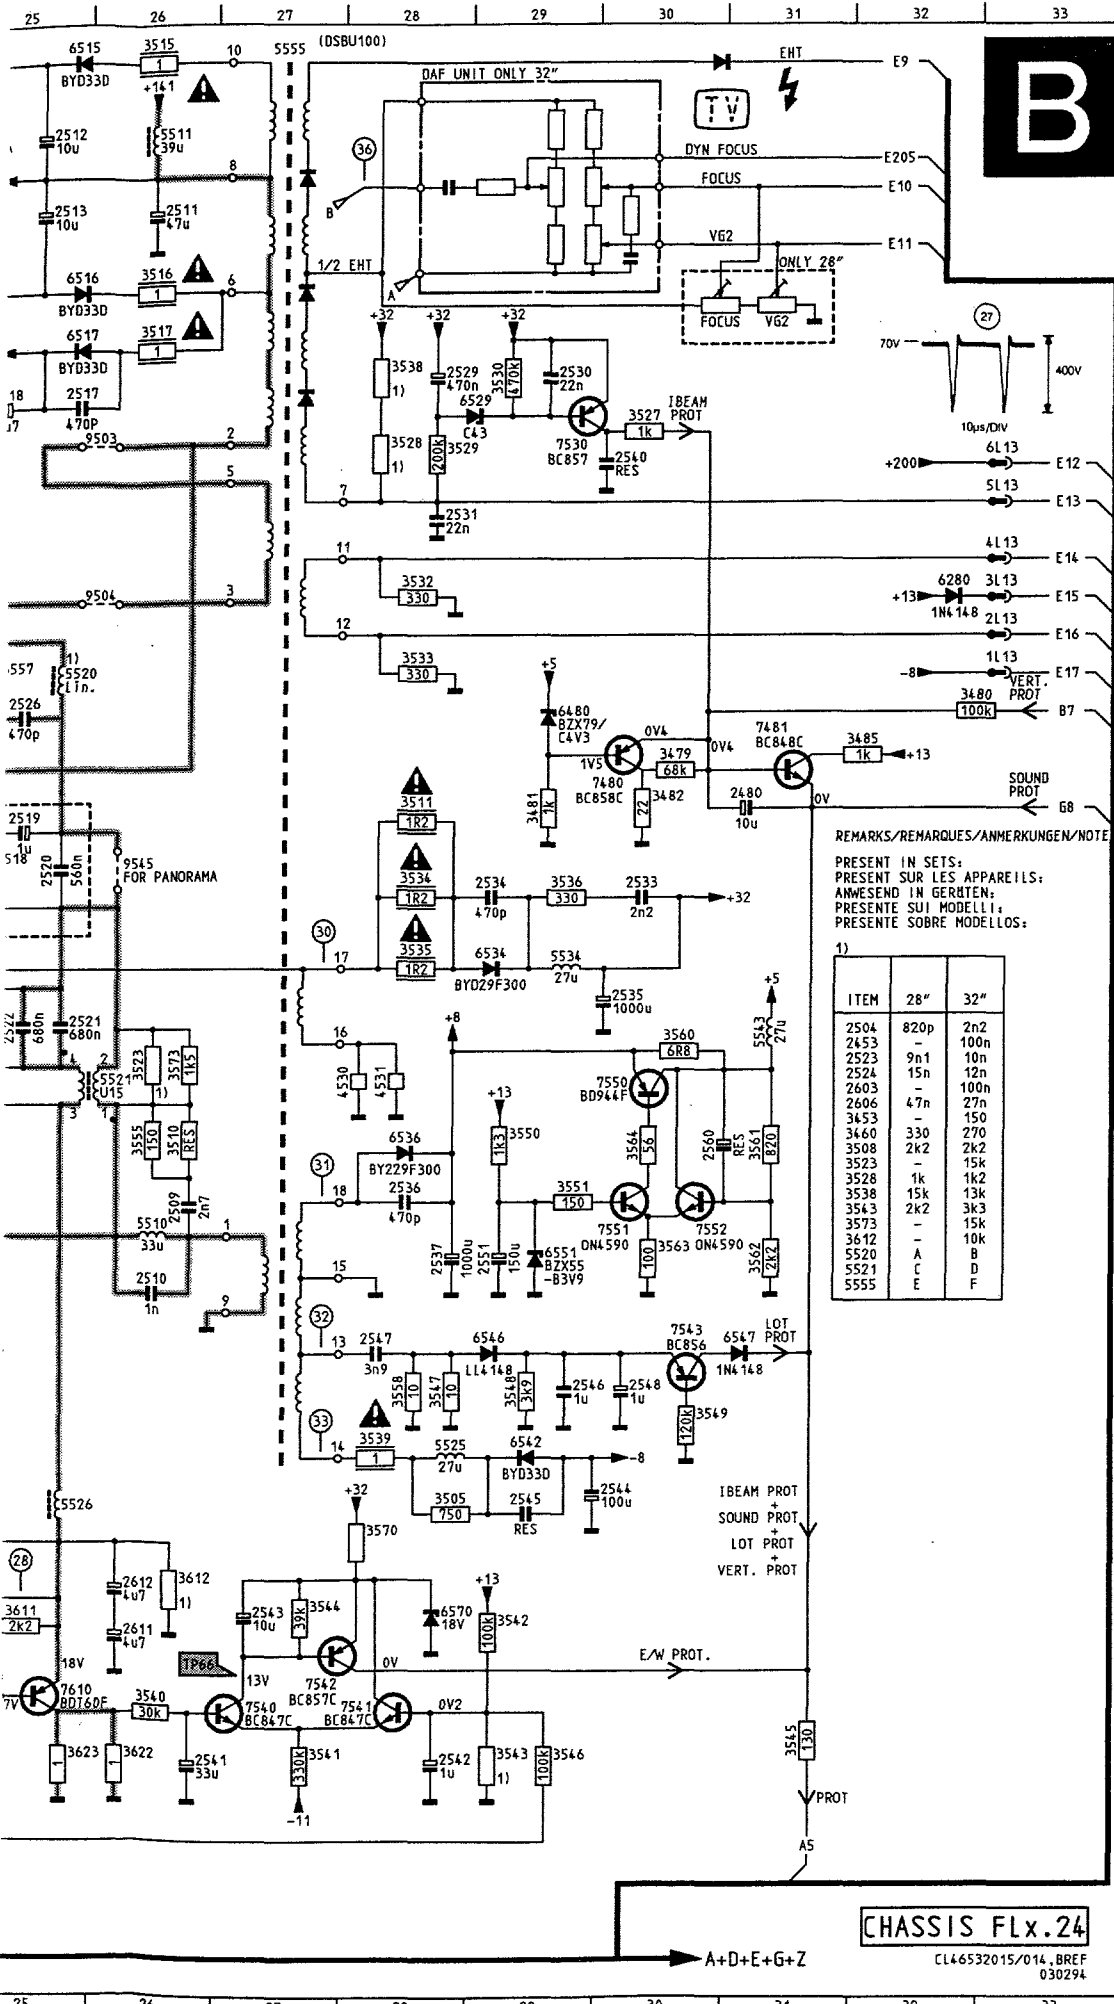 25 26 27 28 29 30 31 32 33
(DSBU100)
6515
BYD33D
3515
1
+141
10
5555
EHT
E9
B
DAF UNIT ONLY 32"
TV
2512
10u
5511
39u
36
DYN FOCUS
E205
8
FOCUS
E10
B
2513
10u
2511
47u
VG2
E11
1/2 EHT
ONLY 28"
A
6516
BYD33D
3516
1
6
FOCUS
VG2
27
6517
BYD33D
3517
1
+32
+32
+32
70V
400V
10µs/DIV
3538
1)
2529
470n
3530
470k
2530
22n
18
2517
470P
6529
C43
IBEAM
PROT
3527
1k
7530
BC857
3528
1)
3529
200k
2540
RES
9503
2
5
+200
6L13
E12
7
5L13
E13
2531
22n
11
4L13
E14
3532
330
6280
1N4148
+13
3L13
E15
9504
3
12
2L13
E16
3533
330
-8
1L13
E17
557
1)
5520
Lin.
+5
VERT.
PROT
3480
100k
B7
2526
470p
6480
BZX79/
C4V3
0V4
3479
68k
0V4
7481
BC848C
3485
1k
+13
1V5
7480
BC858C
3481
1k
3482
22
2480
10u
0V
SOUND
PROT
G8
3511
1R2
2519
1u
518
2520
560n
9545
FOR PANORAMA
REMARKS/REMARQUES/ANMERKUNGEN/NOTE
PRESENT IN SETS:
PRESENT SUR LES APPAREILS:
ANWESEND IN GERÄTEN:
PRESENTE SUI MODELLI:
PRESENTE SOBRE MODELLOS:
3534
1R2
2534
470p
3536
330
2533
2n2
+32
30
17
3535
1R2
6534
BYD29F300
5534
27u
2535
1000u
1)
ITEM 28" 32"
2504 820p 2n2
2453 - 100n
2523 9n1 10n
2524 15n 12n
2603 - 100n
2606 47n 27n
3453 - 150
3460 330 270
3508 2k2 2k2
3523 - 15k
3528 1k 1k2
3538 15k 13k
3543 2k2 3k3
3573 - 15k
3612 - 10k
5520 A B
5521 C D
5555 E F
+5
5543
27u
2522
680n
2521
680n
16
+8
3560
6R8
4
2
5521
U15
3
1
3523
1)
3573
1k5
4530
4531
7550
BD944F
+13
3550
1k3
3555
150
3510
RES
6536
BY229F300
3564
56
2560
RES
3561
820
31
18
2536
470p
3551
150
2509
2n7
7551
ON4590
7552
ON4590
5510
33u
1
2537
1000u
2551
150u
6551
BZX55
-B3V9
3563
100
3562
2k2
15
2510
1n
9
32
13
2547
3n9
6546
LL4148
7543
BC856
6547
1N4148
LOT
PROT
3558
10
3547
10
3548
3k9
2546
1u
2548
1u
3549
120k
33
14
3539
1
5525
27u
6542
BYD33D
-8
3505
750
2545
RES
2544
100u
5526
+32
3570
IBEAM PROT
+
SOUND PROT
+
LOT PROT
+
VERT. PROT
28
2612
4u7
3612
1)
2611
4u7
3611
2k2
2543
10u
3544
39k
6570
18V
+13
3542
100k
18V
TP66
13V
7542
BC857C
0V
E/W PROT.
7V
7610
BDT60F
3540
30k
7540
BC847C
7541
BC847C
0V2
3623
1
3622
1
2541
33u
3541
330k
2542
1u
3543
1)
3546
100k
3545
130
-11
PROT
A5
CHASSIS FLx.24
A+D+E+G+Z
CL46532015/014,BREF
030294